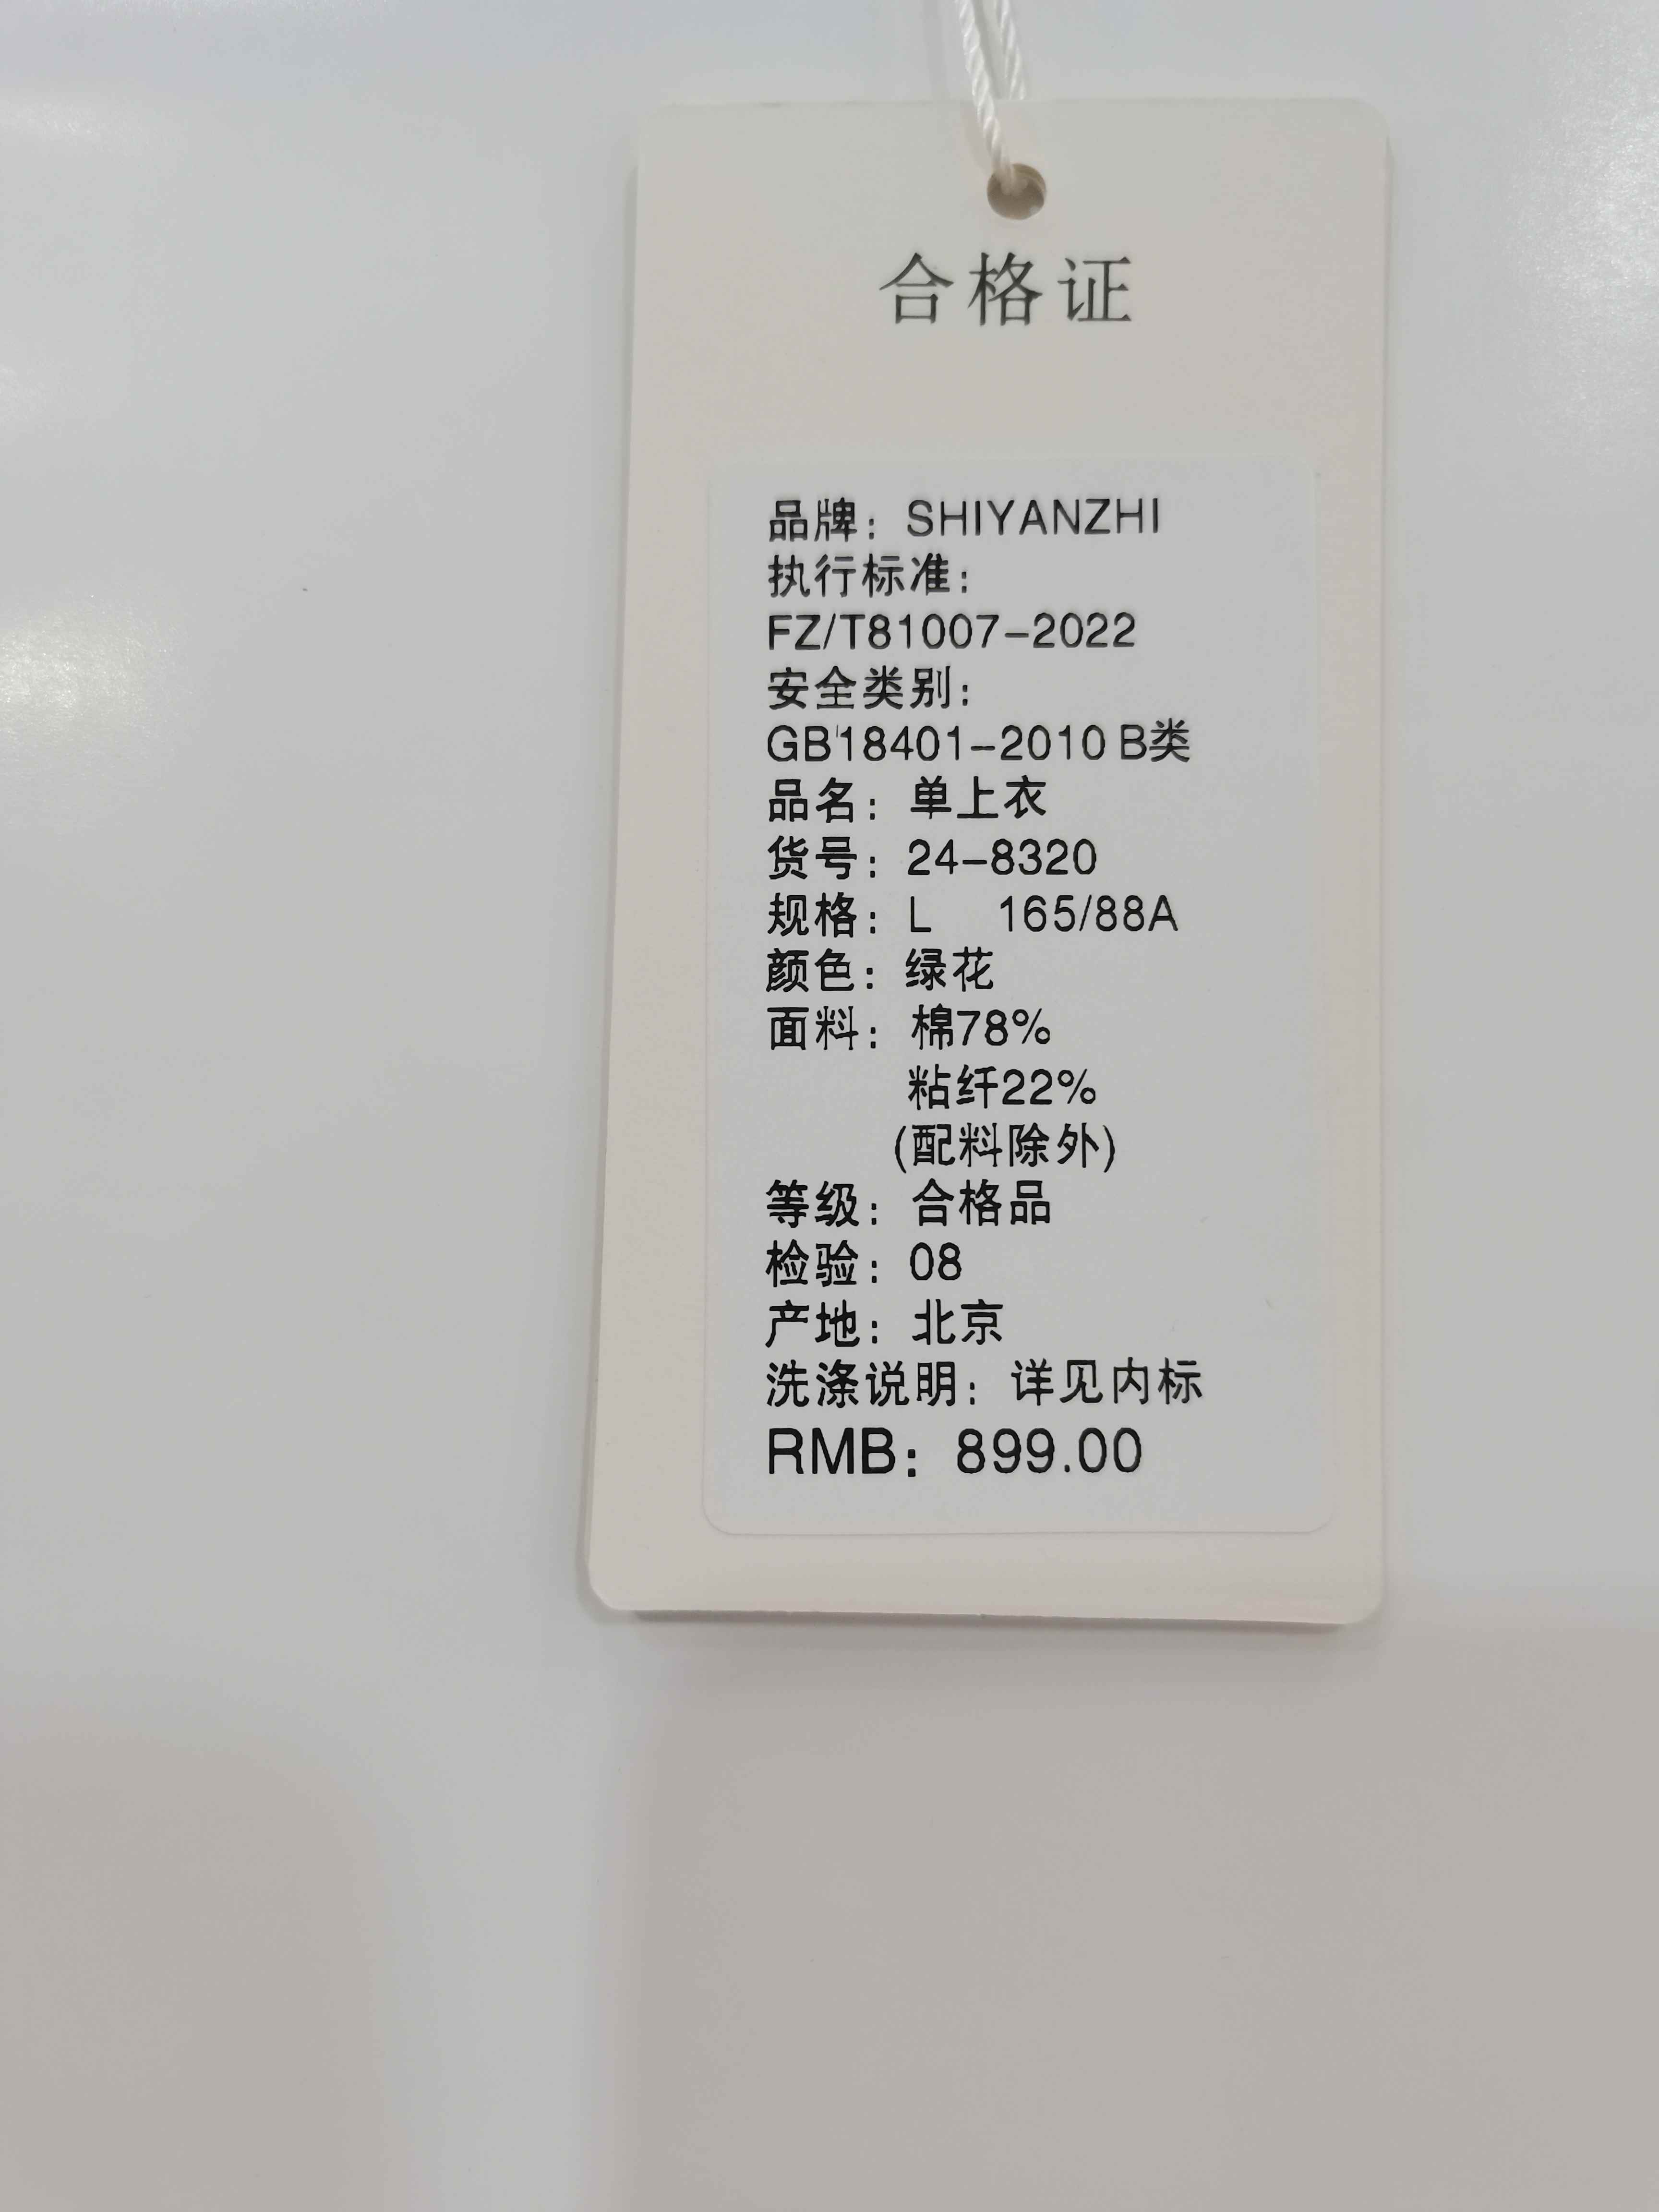 合格证
品牌：SHIYANZHI
执行标准：
FZ/T81007-2022
安全类别：
GB18401-2010 B类
品名：单上衣
货号：24-8320
规格：L 165/88A
颜色：绿花
面料：棉78%
粘纤22%
(配料除外)
等级：合格品
检验：08
产地：北京
洗涤说明：详见内标
RMB：899.00